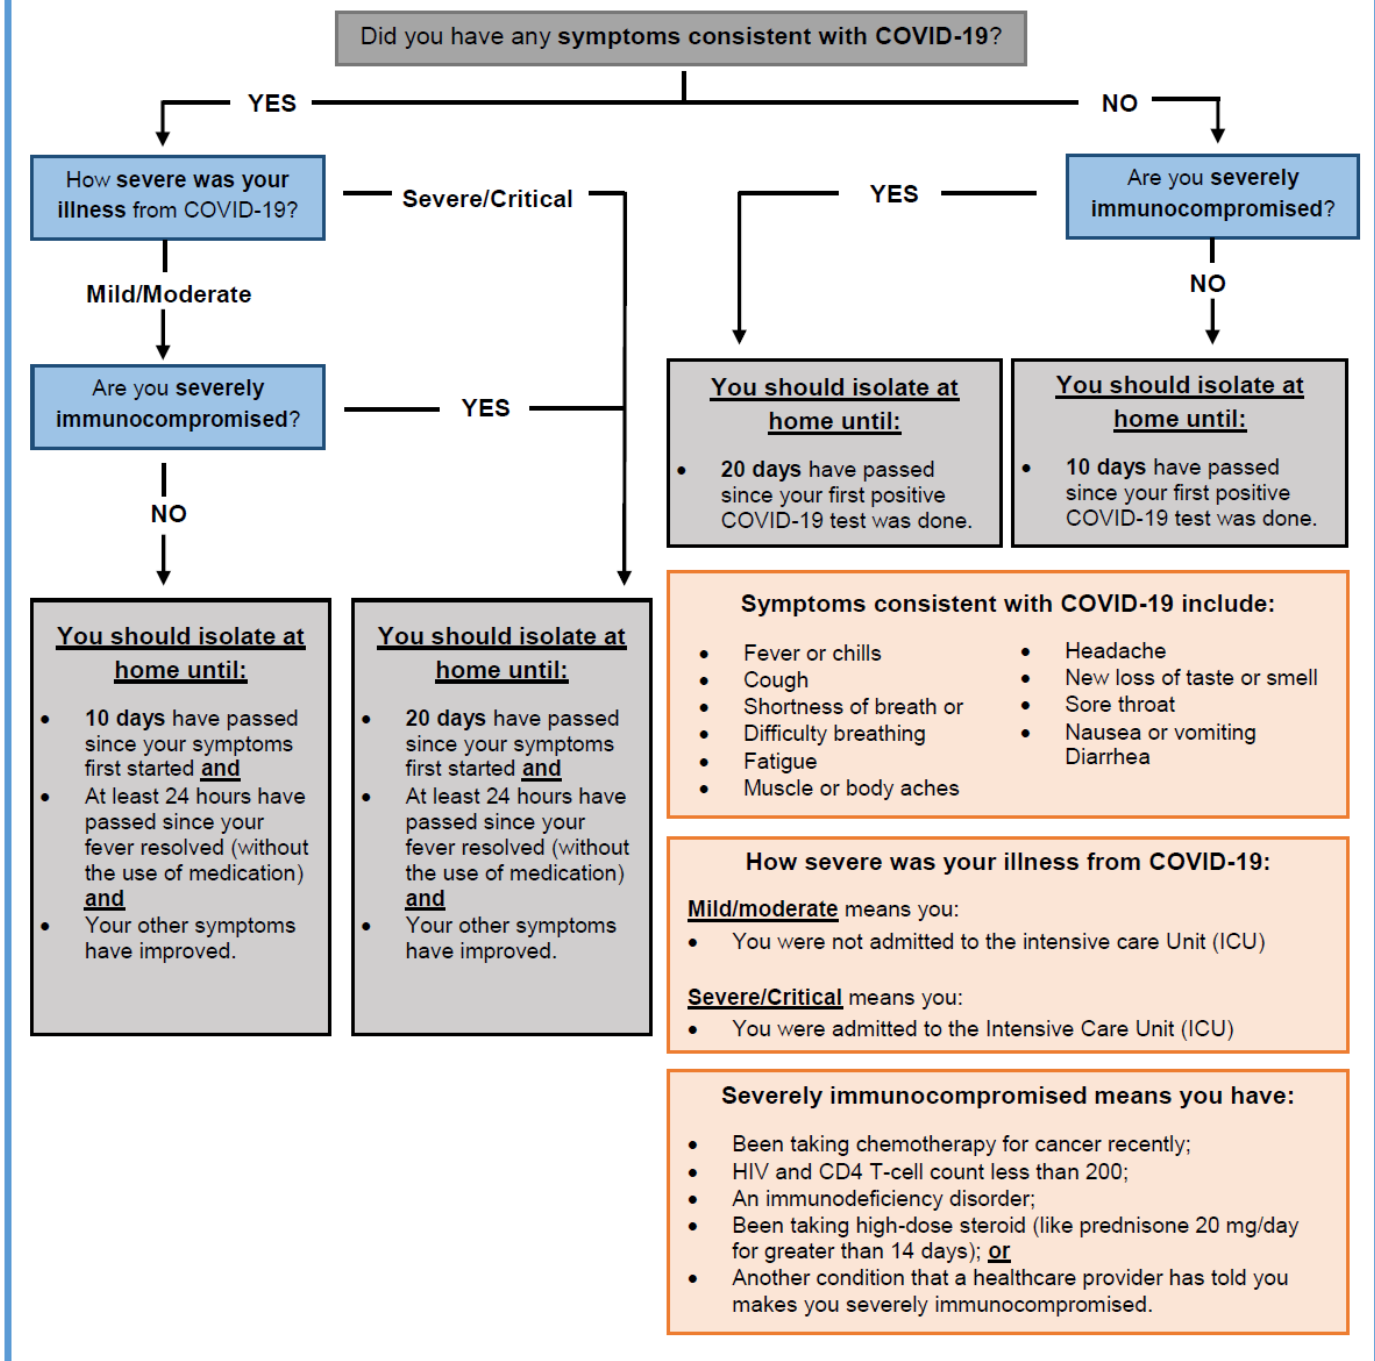 Did you have any symptoms consistent with COVID-19?
YES
NO
How severe was your
illness from COVID-19?
Severe/Critical
YES
Are you severely
immunocompromised?
Mild/Moderate
NO
Are you severely
immunocompromised?
YES
NO
You should isolate at
home until:
• 20 days have passed
since your first positive
COVID-19 test was done.
You should isolate at
home until:
• 10 days have passed
since your first positive
COVID-19 test was done.
You should isolate at
home until:
• 10 days have passed
since your symptoms
first started and
• At least 24 hours have
passed since your
fever resolved (without
the use of medication)
and
• Your other symptoms
have improved.
You should isolate at
home until:
• 20 days have passed
since your symptoms
first started and
• At least 24 hours have
passed since your
fever resolved (without
the use of medication)
and
• Your other symptoms
have improved.
Symptoms consistent with COVID-19 include:
• Fever or chills
• Cough
• Shortness of breath or
• Difficulty breathing
• Fatigue
• Muscle or body aches
• Headache
• New loss of taste or smell
• Sore throat
• Nausea or vomiting
Diarrhea
How severe was your illness from COVID-19:
Mild/moderate means you:
• You were not admitted to the intensive care Unit (ICU)
Severe/Critical means you:
• You were admitted to the Intensive Care Unit (ICU)
Severely immunocompromised means you have:
• Been taking chemotherapy for cancer recently;
• HIV and CD4 T-cell count less than 200;
• An immunodeficiency disorder;
• Been taking high-dose steroid (like prednisone 20 mg/day
for greater than 14 days); or
• Another condition that a healthcare provider has told you
makes you severely immunocompromised.